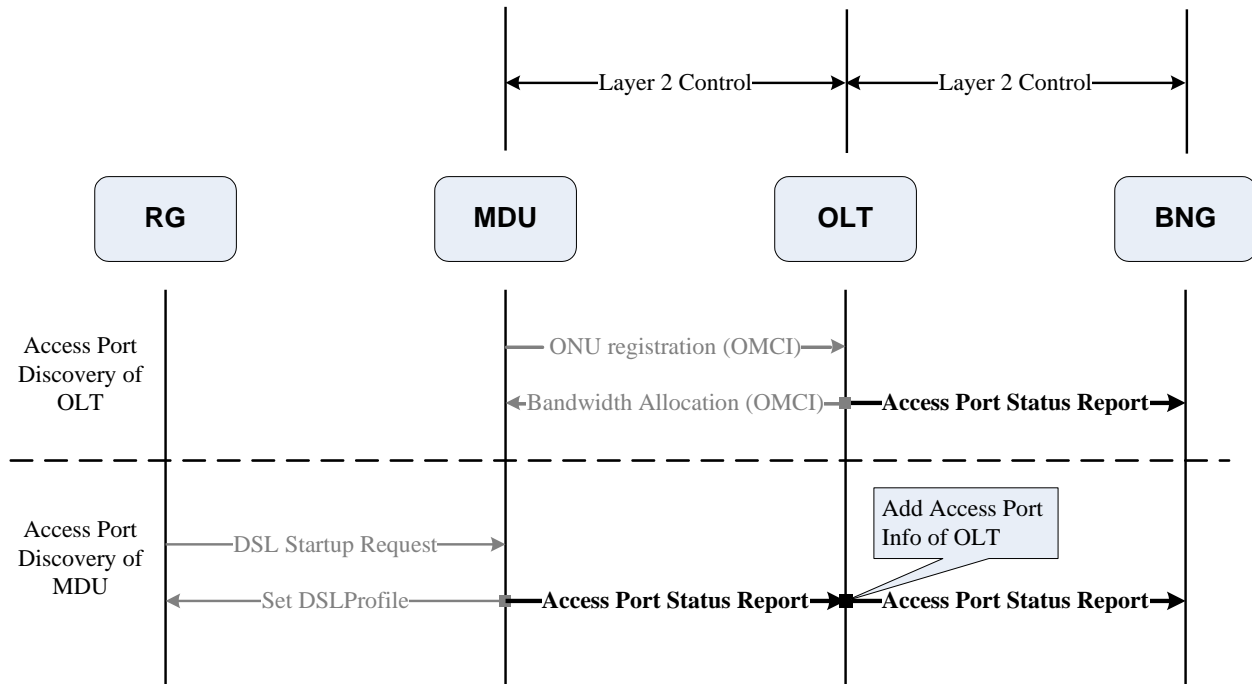 Layer 2 Control
Layer 2 Control
RG
MDU
OLT
BNG
Access Port
Discovery of
OLT
ONU registration (OMCI)
Bandwidth Allocation (OMCI)
Access Port Status Report
Access Port
Discovery of
MDU
Add Access Port
Info of OLT
DSL Startup Request
Set DSLProfile
Access Port Status Report
Access Port Status Report